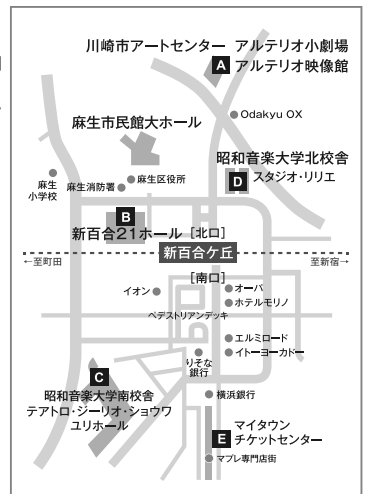 川崎市アートセンター アルテリオ小劇場
A アルテリオ映像館
Odakyu OX
麻生市民館大ホール
昭和音楽大学北校舎
D スタジオ・リリエ
麻生
小学校
麻生消防署
麻生区役所
B
新百合21ホール
[北口]
新百合ケ丘
←至町田
至新宿→
[南口]
イオン
オーパ
ホテルモリノ
ペデストリアンデッキ
エルミロード
イトーヨーカドー
りそな
銀行
C
昭和音楽大学南校舎
テアトロ・ジーリオ・ショウワ
ユリホール
横浜銀行
E マイタウン
チケットセンター
マプレ専門店街